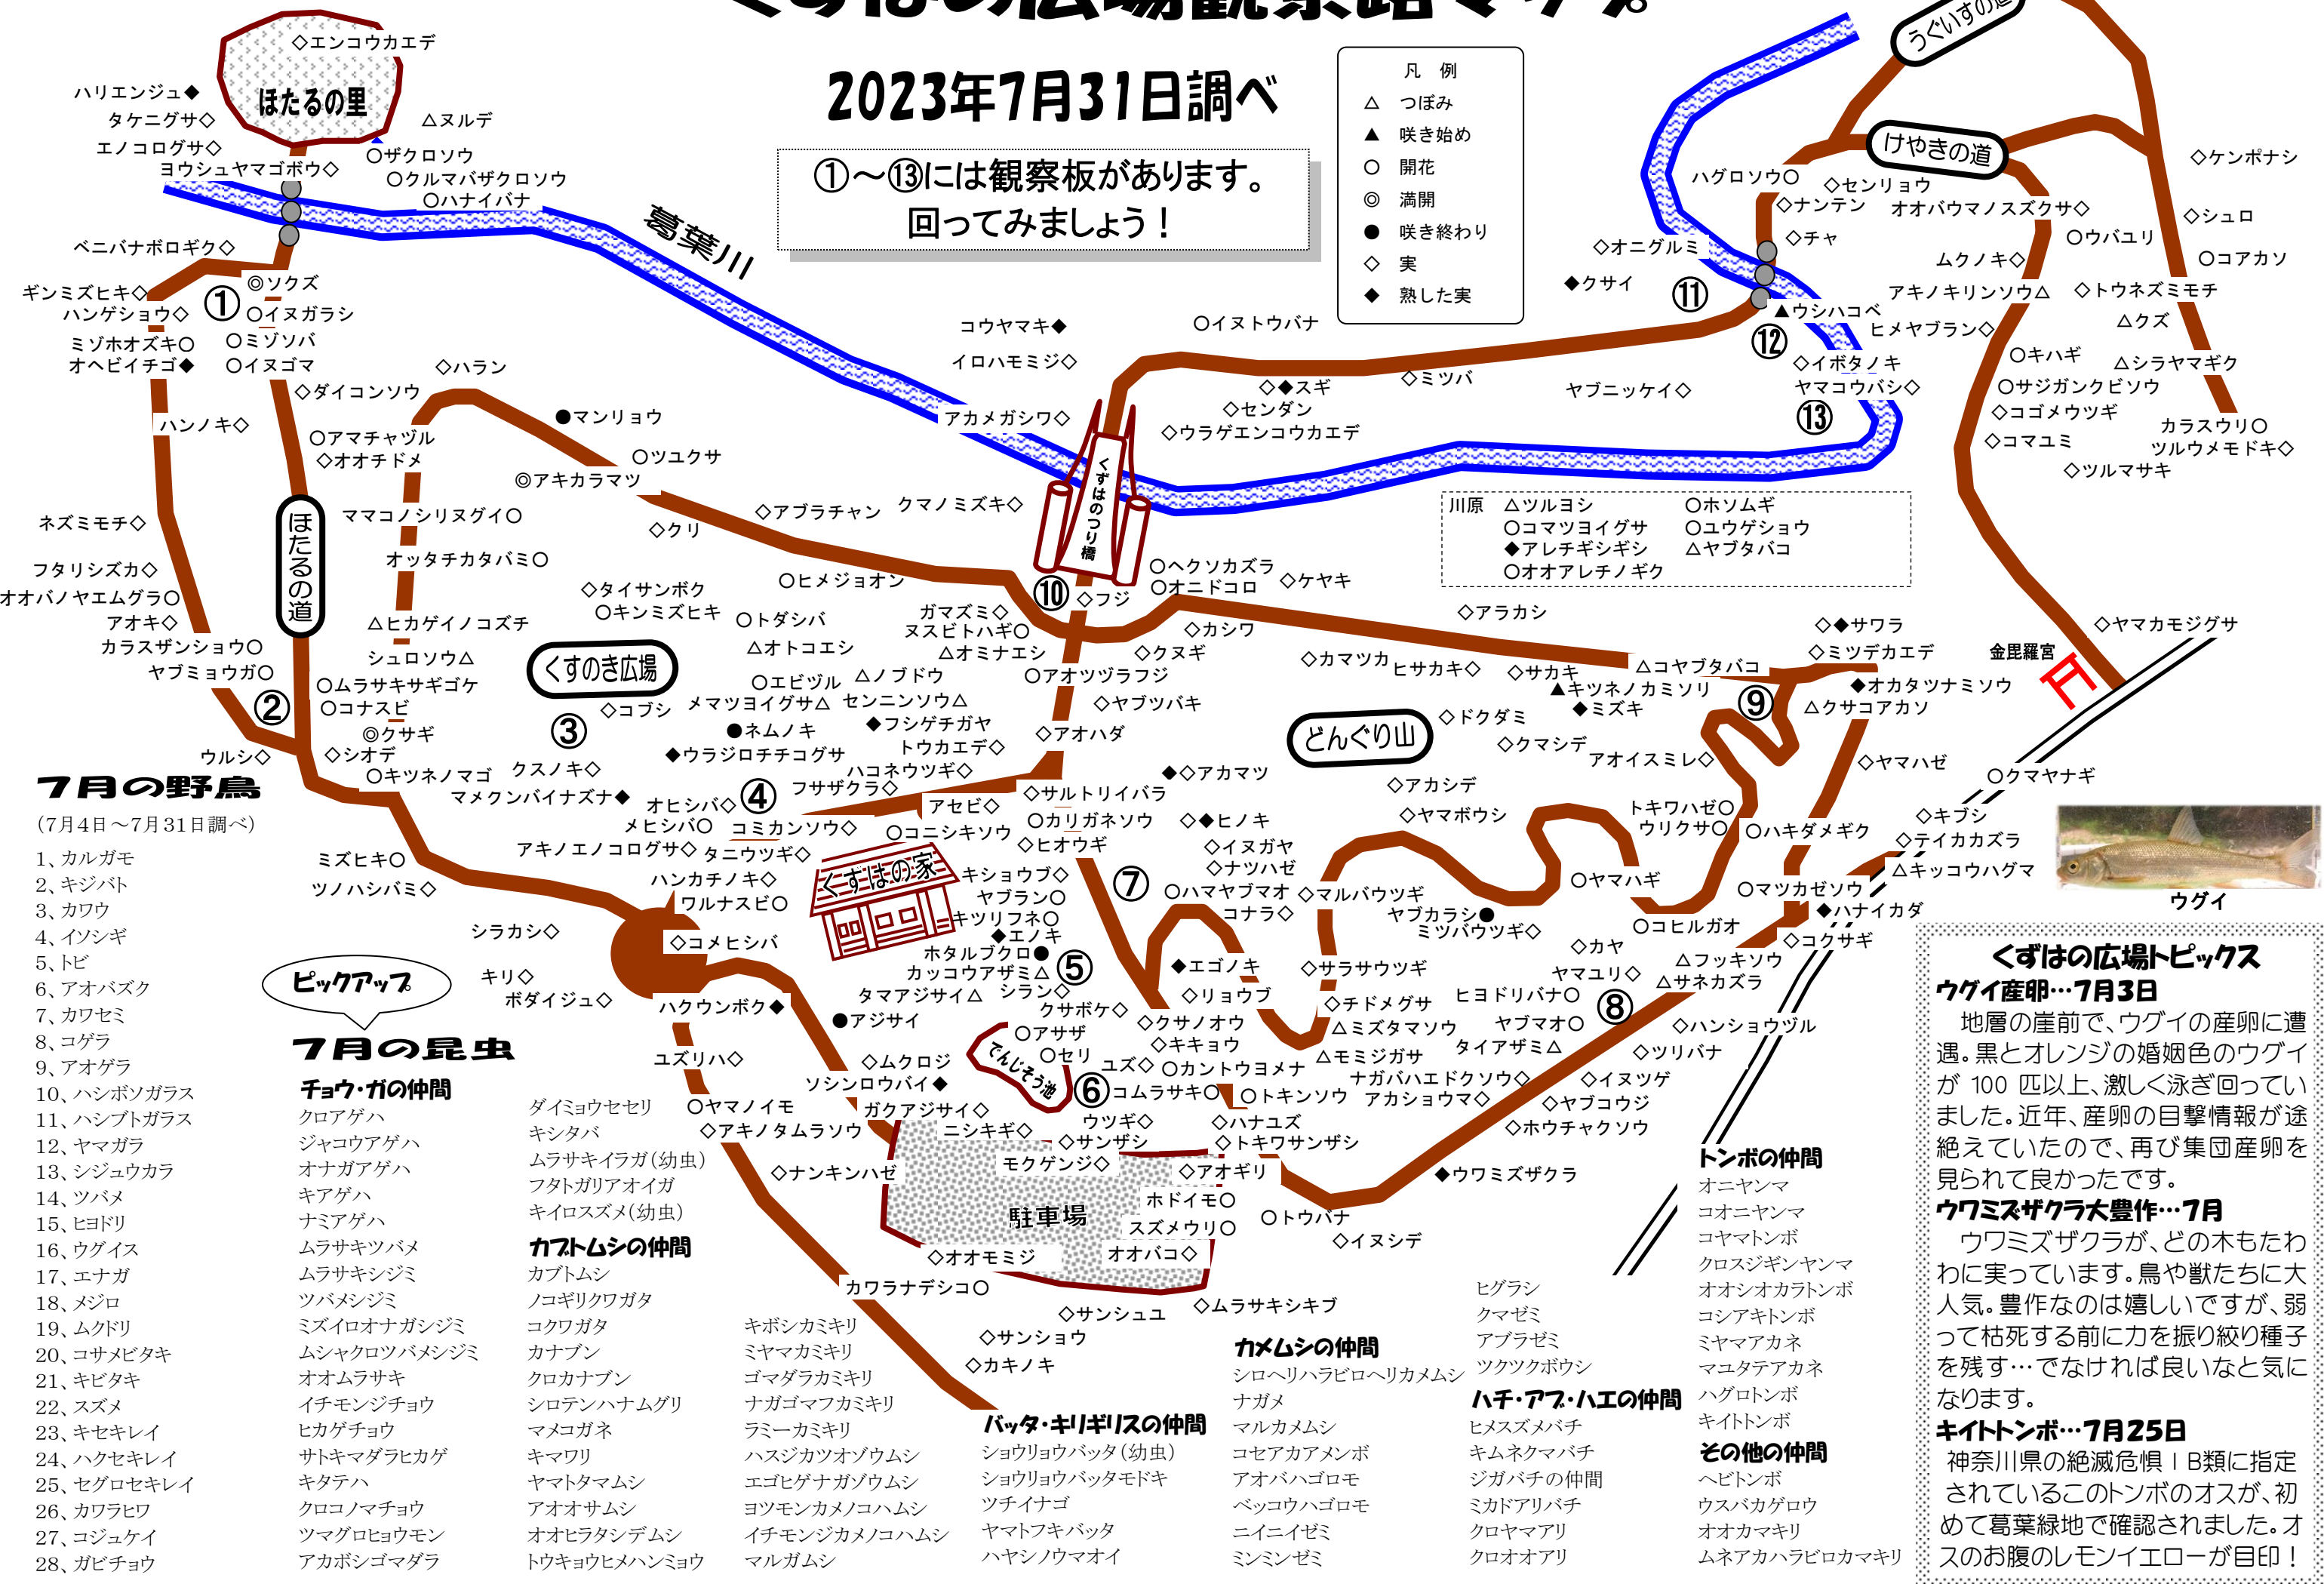 くずはの広場観察路マップ
2023年7月31日調べ
①～⑬には観察板があります。
回ってみましょう！
凡　例
△　つぼみ
▲　咲き始め
○　開花
◎　満開
●　咲き終わり
◇　実
◆　熟した実
うぐいすの道
けやきの道
ほたるの里
◇エンコウカエデ
ハリエンジュ◆
タケニグサ◇
エノコログサ◇
ヨウシュヤマゴボウ◇
△ヌルデ
○ザクロソウ
○クルマバザクロソウ
○ハナイバナ
葛葉川
ベニバナボロギク◇
①
◎ソクズ
ギンミズヒキ◇
ハンゲショウ◇
○イヌガラシ
ミゾホオズキ○
○ミゾソバ
オヘビイチゴ◆
○イヌゴマ
◇ハラン
◇ダイコンソウ
ハンノキ◇
●マンリョウ
○アマチャヅル
◇オオチドメ
○ツユクサ
◎アキカラマツ
ほたるの道
ネズミモチ◇
ママコノシリヌグイ○
◇クリ
◇アブラチャン
クマノミズキ◇
オッタチカタバミ○
フタリシズカ◇
オオバノヤエムグラ○
アオキ◇
カラスザンショウ○
ヤブミョウガ○
△ヒカゲイノコズチ
シュロソウ△
②
○ムラサキサギゴケ
○コナスビ
◎クサギ
◇シオデ
ウルシ◇
○キツネノマゴ
◇タイサンボク
○キンミズヒキ
くすのき広場
③
◇コブシ
クスノキ◇
マメクンバイナズナ◆
○ヒメジョオン
○トダシバ
△オトコエシ
○エビヅル
メマツヨイグサ△
●ネムノキ
◆ウラジロチチコグサ
④
オヒシバ◇
メヒシバ○
アキノエノコログサ◇
ガマズミ◇
ヌスビトハギ○
△オミナエシ
△ノブドウ
センニンソウ△
◆フシゲチガヤ
トウカエデ◇
ハコネウツギ◇
フサザクラ◇
アセビ◇
コミカンソウ◇
○コニシキソウ
タニウツギ◇
ハンカチノキ◇
ワルナスビ○
くずはの家
コウヤマキ◆
イロハモミジ◇
アカメガシワ◇
○イヌトウバナ
◇◆スギ
◇センダン
◇ウラゲエンコウカエデ
◇ミツバ
ヤブニッケイ◇
くずはのつり橋
⑩
◇フジ
○ヘクソカズラ
○オニドコロ
◇ケヤキ
◇カシワ
◇クヌギ
○アオツヅラフジ
◇ヤブツバキ
◇アオハダ
ハグロソウ○
◇センリョウ
◇ナンテン
オオバウマノスズクサ◇
◇チャ
◇オニグルミ
◆クサイ
⑪
▲ウシハコベ
⑫
◇イボタノキ
ヤマコウバシ◇
⑬
◇ケンポナシ
◇シュロ
○ウバユリ
○コアカソ
ムクノキ◇
アキノキリンソウ△
◇トウネズミモチ
△クズ
ヒメヤブラン◇
○キハギ
△シラヤマギク
○サジガンクビソウ
◇コゴメウツギ
カラスウリ○
◇コマユミ
ツルウメモドキ◇
◇ツルマサキ
川原　△ツルヨシ　○ホソムギ
○コマツヨイグサ　○ユウゲショウ
◆アレチギシギシ　△ヤブタバコ
○オオアレチノギク
◇アラカシ
◇カマツカ
ヒサカキ◇
◇サカキ
△コヤブタバコ
◇◆サワラ
◇ミツデカエデ
◆オカタツナミソウ
△クサコアカソ
▲キツネノカミソリ
◆ミズキ
⑨
どんぐり山
◇ドクダミ
◇クマシデ
アオイスミレ◇
◇ヤマハゼ
◇ヤマカモジグサ
金毘羅宮
○クマヤナギ
◇サルトリイバラ
◆◇アカマツ
◇アカシデ
◇ヤマボウシ
トキワハゼ○
ウリクサ○
○ハキダメギク
◇キブシ
◇テイカカズラ
△キッコウハグマ
○カリガネソウ
◇ヒオウギ
◇◆ヒノキ
◇イヌガヤ
◇ナツハゼ
⑦
○ハマヤブマオ
コナラ◇
◇マルバウツギ
ヤブカラシ●
ミツバウツギ◇
○ヤマハギ
○マツカゼソウ
◆ハナイカダ
○コヒルガオ
◇コクサギ
ウグイ
キショウブ◇
ヤブラン○
キツリフネ○
◆エノキ
ホタルブクロ●
カッコウアザミ△
⑤
タマアジサイ△
シラン◇
クサボケ◇
●アジサイ
○アサザ
○セリ
でんじそう池
⑥
◆エゴノキ
◇リョウブ
◇クサノオウ
◇キキョウ
ユズ◇
○カントウヨメナ
コムラサキ○
○トキンソウ
◇サラサウツギ
◇チドメグサ
△ミズタマソウ
△モミジガサ
ナガバハエドクソウ◇
アカショウマ◇
◇カヤ
ヤマユリ◇
ヒヨドリバナ○
⑧
ヤブマオ○
タイアザミ△
△フッキソウ
△サネカズラ
◇ハンショウヅル
◇ツリバナ
◇イヌツゲ
◇ヤブコウジ
◇ホウチャクソウ
ミズヒキ○
ツノハシバミ◇
シラカシ◇
キリ◇
ボダイジュ◇
◇コメヒシバ
ハクウンボク◆
ユズリハ◇
◇ムクロジ
ソシンロウバイ◆
ガクアジサイ◇
ニシキギ◇
ウツギ◇
◇サンザシ
モクゲンジ◇
◇ハナユズ
◇トキワサンザシ
◇アオギリ
ホドイモ○
スズメウリ○
オオバコ◇
駐車場
◇オオモミジ
○トウバナ
◇イヌシデ
◆ウワミズザクラ
○ヤマノイモ
◇アキノタムラソウ
◇ナンキンハゼ
カワラナデシコ○
◇サンシュユ
◇サンショウ
◇カキノキ
◇ムラサキシキブ
7月の野鳥
（7月4日～7月31日調べ）
1、カルガモ
2、キジバト
3、カワウ
4、イソシギ
5、トビ
6、アオバズク
7、カワセミ
8、コゲラ
9、アオゲラ
10、ハシボソガラス
11、ハシブトガラス
12、ヤマガラ
13、シジュウカラ
14、ツバメ
15、ヒヨドリ
16、ウグイス
17、エナガ
18、メジロ
19、ムクドリ
20、コサメビタキ
21、キビタキ
22、スズメ
23、キセキレイ
24、ハクセキレイ
25、セグロセキレイ
26、カワラヒワ
27、コジュケイ
28、ガビチョウ
ピックアップ
7月の昆虫
チョウ・ガの仲間
クロアゲハ
ジャコウアゲハ
オナガアゲハ
キアゲハ
ナミアゲハ
ムラサキツバメ
ムラサキシジミ
ツバメシジミ
ミズイロオナガシジミ
ムシャクロツバメシジミ
オオムラサキ
イチモンジチョウ
ヒカゲチョウ
サトキマダラヒカゲ
キタテハ
クロコノマチョウ
ツマグロヒョウモン
アカボシゴマダラ
ダイミョウセセリ
キシタバ
ムラサキイラガ（幼虫）
フタトガリアオイガ
キイロスズメ（幼虫）
カブトムシの仲間
カブトムシ
ノコギリクワガタ
コクワガタ
カナブン
クロカナブン
シロテンハナムグリ
マメコガネ
キマワリ
ヤマトタマムシ
アオオサムシ
オオヒラタシデムシ
トウキョウヒメハンミョウ
キボシカミキリ
ミヤマカミキリ
ゴマダラカミキリ
ナガゴマフカミキリ
ラミーカミキリ
ハスジカツオゾウムシ
エゴヒゲナガゾウムシ
ヨツモンカメノコハムシ
イチモンジカメノコハムシ
マルガムシ
バッタ・キリギリスの仲間
ショウリョウバッタ（幼虫）
ショウリョウバッタモドキ
ツチイナゴ
ヤマトフキバッタ
ハヤシノウマオイ
カメムシの仲間
シロヘリハラビロヘリカメムシ
ナガメ
マルカメムシ
コセアカアメンボ
アオバハゴロモ
ベッコウハゴロモ
ニイニイゼミ
ミンミンゼミ
ヒグラシ
クマゼミ
アブラゼミ
ツクツクボウシ
ハチ・アブ・ハエの仲間
ヒメスズメバチ
キムネクマバチ
ジガバチの仲間
ミカドアリバチ
クロヤマアリ
クロオオアリ
トンボの仲間
オニヤンマ
コオニヤンマ
コヤマトンボ
クロスジギンヤンマ
オオシオカラトンボ
コシアキトンボ
ミヤマアカネ
マユタテアカネ
ハグロトンボ
キイトトンボ
その他の仲間
ヘビトンボ
ウスバカゲロウ
オオカマキリ
ムネアカハラビロカマキリ
くずはの広場トピックス
ウグイ産卵…7月3日
地層の崖前で、ウグイの産卵に遭
遇。黒とオレンジの婚姻色のウグイ
が 100 匹以上、激しく泳ぎ回ってい
ました。近年、産卵の目撃情報が途
絶えていたので、再び集団産卵を
見られて良かったです。
ウワミズザクラ大豊作…7月
ウワミズザクラが、どの木もたわ
わに実っています。鳥や獣たちに大
人気。豊作なのは嬉しいですが、弱
って枯死する前に力を振り絞り種子
を残す…でなければ良いなと気に
なります。
キイトトンボ…7月25日
神奈川県の絶滅危惧ⅠB類に指定
されているこのトンボのオスが、初
めて葛葉緑地で確認されました。オ
スのお腹のレモンイエローが目印！